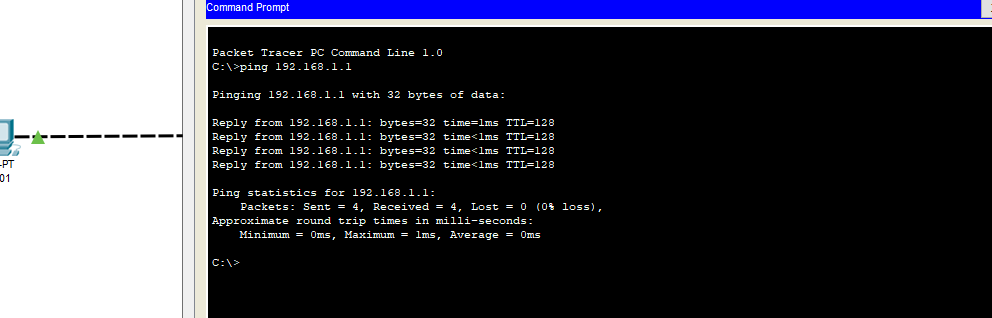 Command Prompt
Packet Tracer PC Command Line 1.0
C:\>ping 192.168.1.1
Pinging 192.168.1.1 with 32 bytes of data:
Reply from 192.168.1.1: bytes=32 time=1ms TTL=128
Reply from 192.168.1.1: bytes=32 time<1ms TTL=128
Reply from 192.168.1.1: bytes=32 time<1ms TTL=128
Reply from 192.168.1.1: bytes=32 time<1ms TTL=128
Ping statistics for 192.168.1.1:
Packets: Sent = 4, Received = 4, Lost = 0 (0% loss),
Approximate round trip times in milli-seconds:
Minimum = 0ms, Maximum = 1ms, Average = 0ms
C:\>
-PT
01